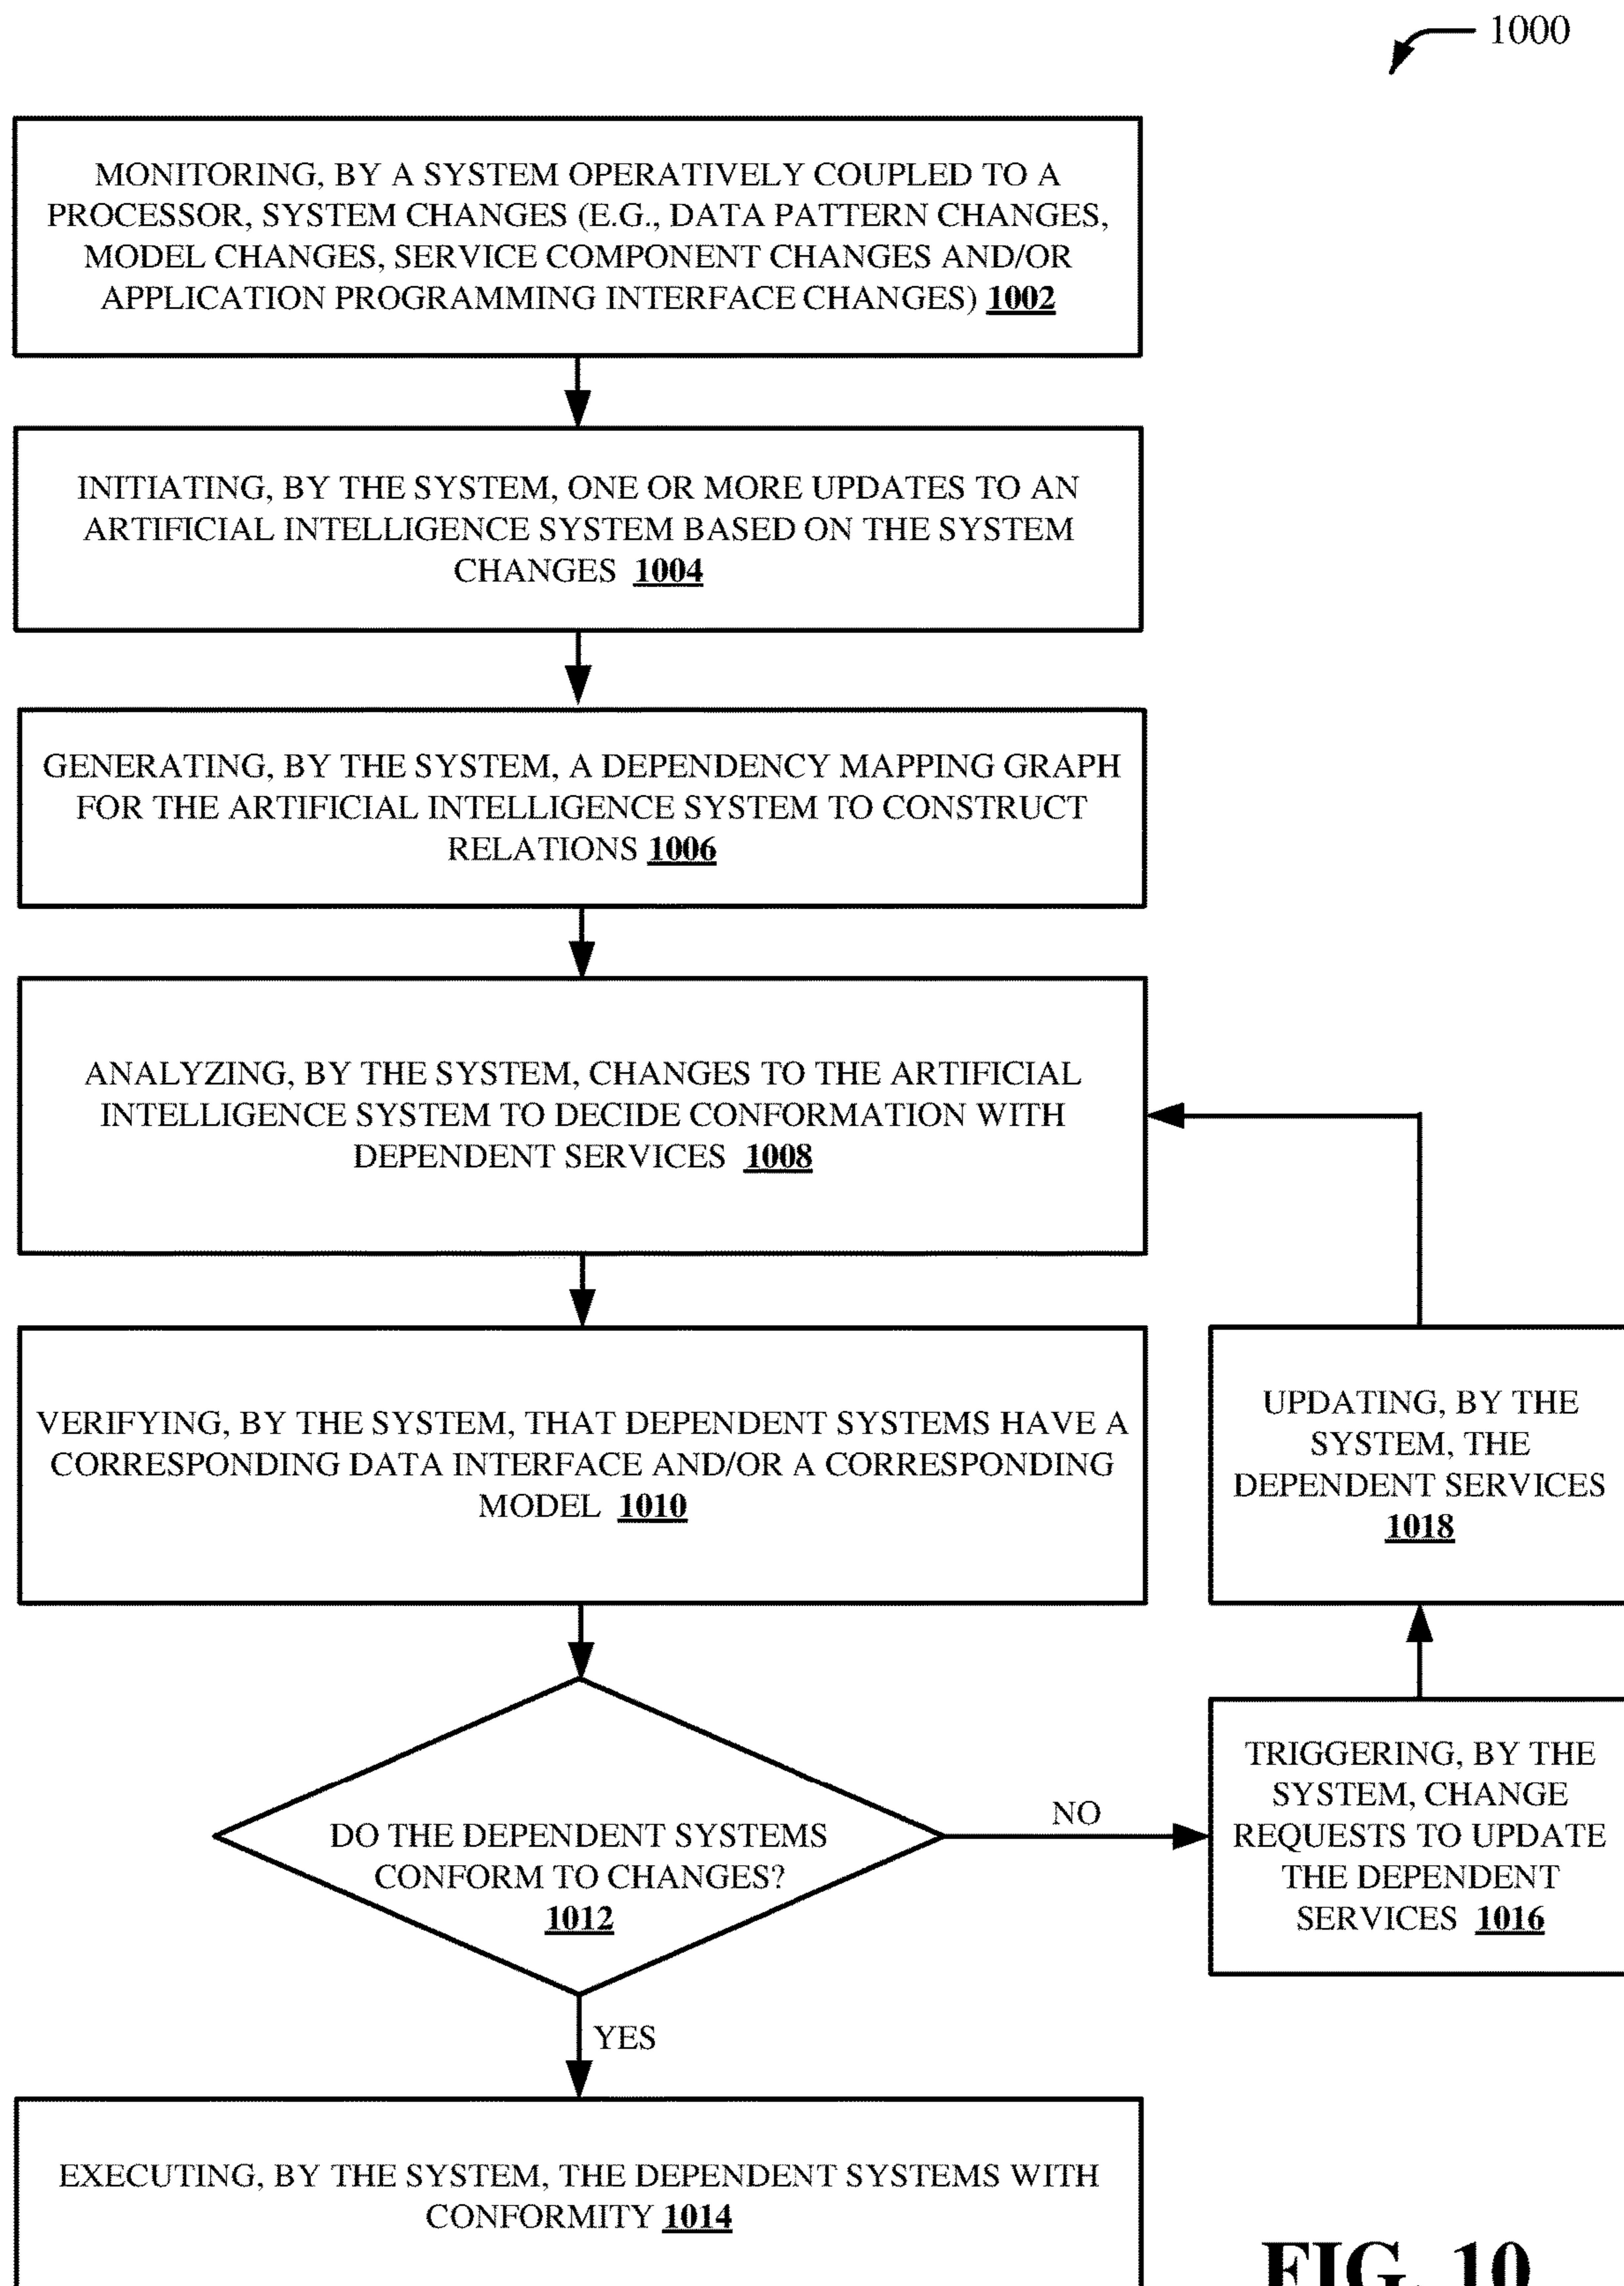 1000
MONITORING, BY A SYSTEM OPERATIVELY COUPLED TO A
PROCESSOR, SYSTEM CHANGES (E.G., DATA PATTERN CHANGES,
MODEL CHANGES, SERVICE COMPONENT CHANGES AND/OR
APPLICATION PROGRAMMING INTERFACE CHANGES) 1002
INITIATING, BY THE SYSTEM, ONE OR MORE UPDATES TO AN
ARTIFICIAL INTELLIGENCE SYSTEM BASED ON THE SYSTEM
CHANGES 1004
GENERATING, BY THE SYSTEM, A DEPENDENCY MAPPING GRAPH
FOR THE ARTIFICIAL INTELLIGENCE SYSTEM TO CONSTRUCT
RELATIONS 1006
ANALYZING, BY THE SYSTEM, CHANGES TO THE ARTIFICIAL
INTELLIGENCE SYSTEM TO DECIDE CONFORMATION WITH
DEPENDENT SERVICES 1008
VERIFYING, BY THE SYSTEM, THAT DEPENDENT SYSTEMS HAVE A
CORRESPONDING DATA INTERFACE AND/OR A CORRESPONDING
MODEL 1010
DO THE DEPENDENT SYSTEMS
CONFORM TO CHANGES?
1012
NO
TRIGGERING, BY THE
SYSTEM, CHANGE
REQUESTS TO UPDATE
THE DEPENDENT
SERVICES 1016
UPDATING, BY THE
SYSTEM, THE
DEPENDENT SERVICES
1018
YES
EXECUTING, BY THE SYSTEM, THE DEPENDENT SYSTEMS WITH
CONFORMITY 1014
FIG. 10